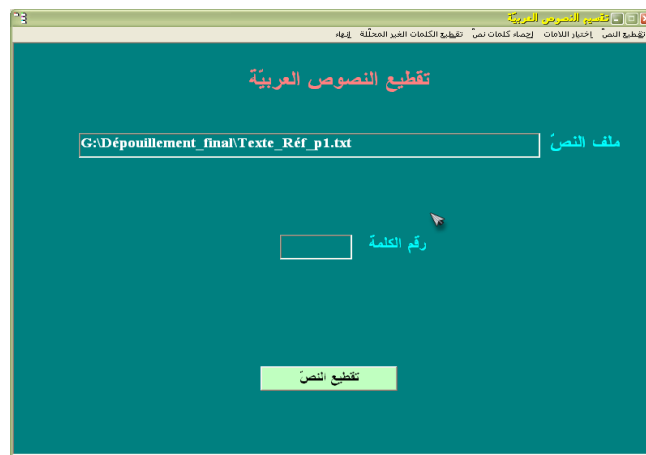 تقسيم النصوص العربيّة
تقطيع النصّ إختيار اللامات إحصاء كلمات نصّ تقطيع الكلمات الغير المحلّلة إنهاء
تقطيع النصوص العربيّة
ملف النصّ G:\Dépouillement_final\Texte_Réf_p1.txt
رقم الكلمة
تقطيع النصّ